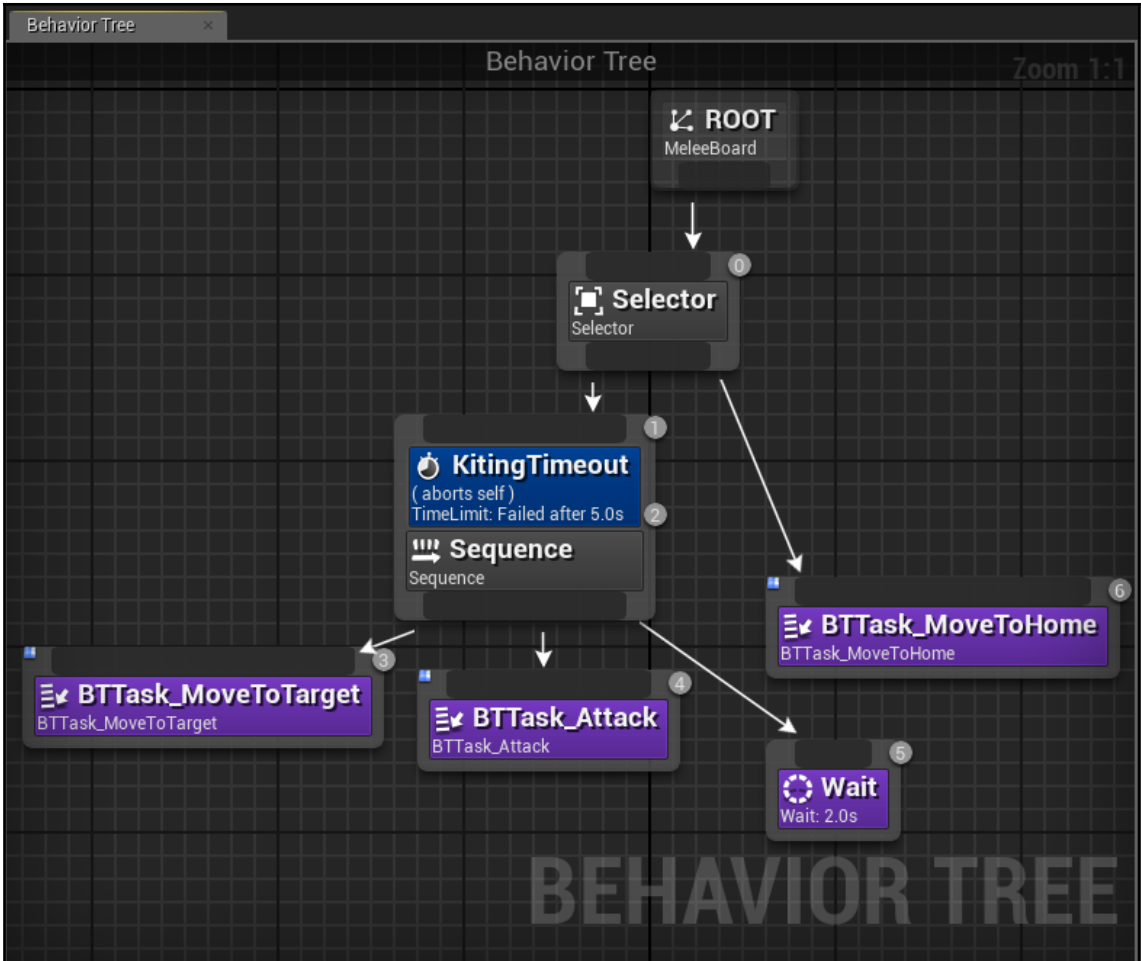 Behavior Tree
Behavior Tree
Zoom 1:1
ROOT
MeleeBoard
0
Selector
Selector
1
KitingTimeout
( aborts self )
TimeLimit: Failed after 5.0s
2
Sequence
Sequence
3
BTTask_MoveToTarget
BTTask_MoveToTarget
4
BTTask_Attack
BTTask_Attack
5
Wait
Wait: 2.0s
6
BTTask_MoveToHome
BTTask_MoveToHome
BEHAVIOR TREE